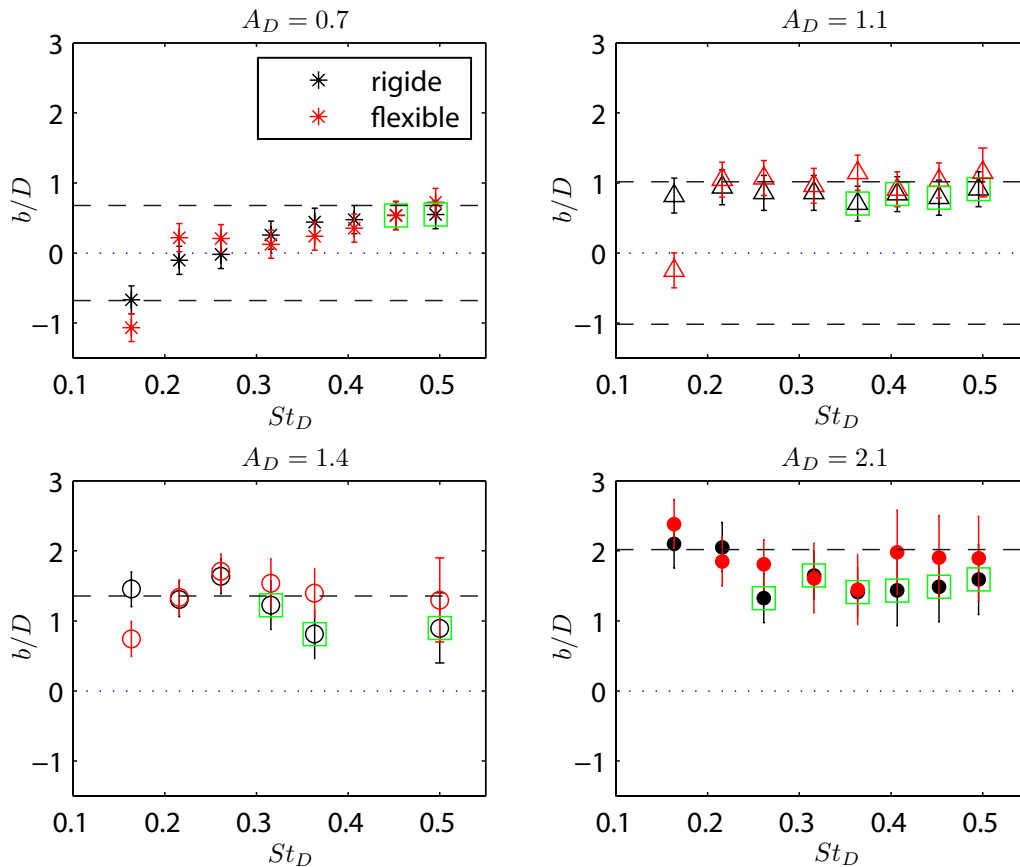 A_D = 0.7
3
2
1
0
−1
b/D
0.1
0.2
0.3
0.4
0.5
St_D
rigide
flexible
A_D = 1.1
3
2
1
0
−1
b/D
0.1
0.2
0.3
0.4
0.5
St_D
A_D = 1.4
3
2
1
0
−1
b/D
0.1
0.2
0.3
0.4
0.5
St_D
A_D = 2.1
3
2
1
0
−1
b/D
0.1
0.2
0.3
0.4
0.5
St_D